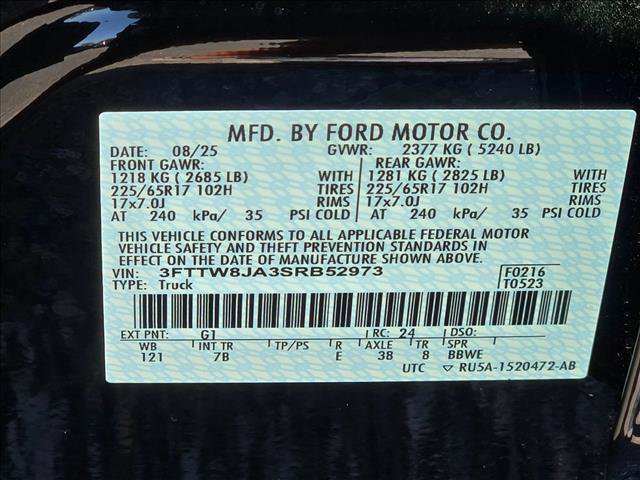 MFD. BY FORD MOTOR CO.
DATE: 08/25 GVWR: 2377 KG ( 5240 LB)
FRONT GAWR: REAR GAWR:
1218 KG ( 2685 LB) WITH 1281 KG ( 2825 LB) WITH
225/65R17 102H TIRES 225/65R17 102H TIRES
17x7.0J RIMS 17x7.0J RIMS
AT 240 kPa/ 35 PSI COLD AT 240 kPa/ 35 PSI COLD
THIS VEHICLE CONFORMS TO ALL APPLICABLE FEDERAL MOTOR
VEHICLE SAFETY AND THEFT PREVENTION STANDARDS IN
EFFECT ON THE DATE OF MANUFACTURE SHOWN ABOVE.
VIN: 3FTTW8JA3SRB52973 F0216
TYPE: Truck T0523
EXT PNT: G1 RC: 24 DSO:
WB INT TR TP/PS R AXLE TR SPR
121 7B E 38 8 BBWE
UTC ▽ RU5A-1520472-AB